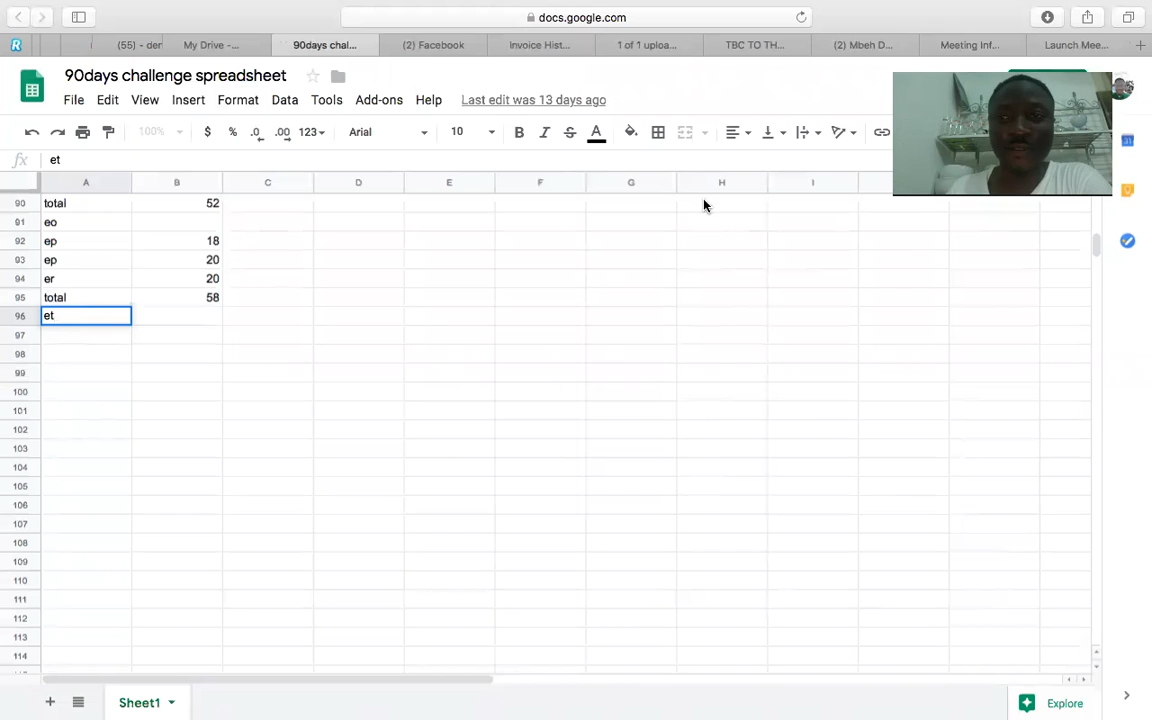 docs.google.com
(55) - der
My Drive -...
90days chal...
(2) Facebook
Invoice Hist...
1 of 1 uploa...
TBC TO TH...
(2) Mbeh D...
Meeting Inf...
Launch Mee...
90days challenge spreadsheet
File Edit View Insert Format Data Tools Add-ons Help Last edit was 13 days ago
100% $ % .0 .00 123 Arial 10 B I S A
fx et
A B C D E F G H I
90 total 52
91 eo
92 ep 18
93 ep 20
94 er 20
95 total 58
96 et
97
98
99
100
101
102
103
104
105
106
107
108
109
110
111
112
113
114
Sheet1
Explore